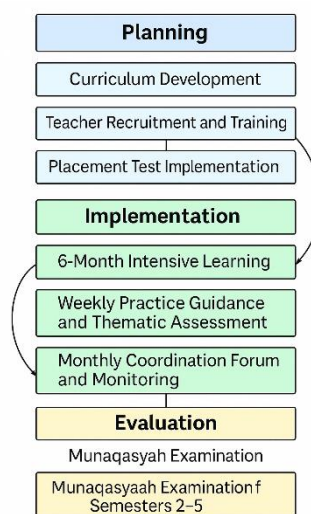 Planning
Curriculum Development
Teacher Recruitment and Training
Placement Test Implementation
Implementation
6-Month Intensive Learning
Weekly Practice Guidance
and Thematic Assessment
Monthly Coordination Forum
and Monitoring
Evaluation
Munaqasyah Examination
Munaqasyaah Examination f
Semesters 2–5